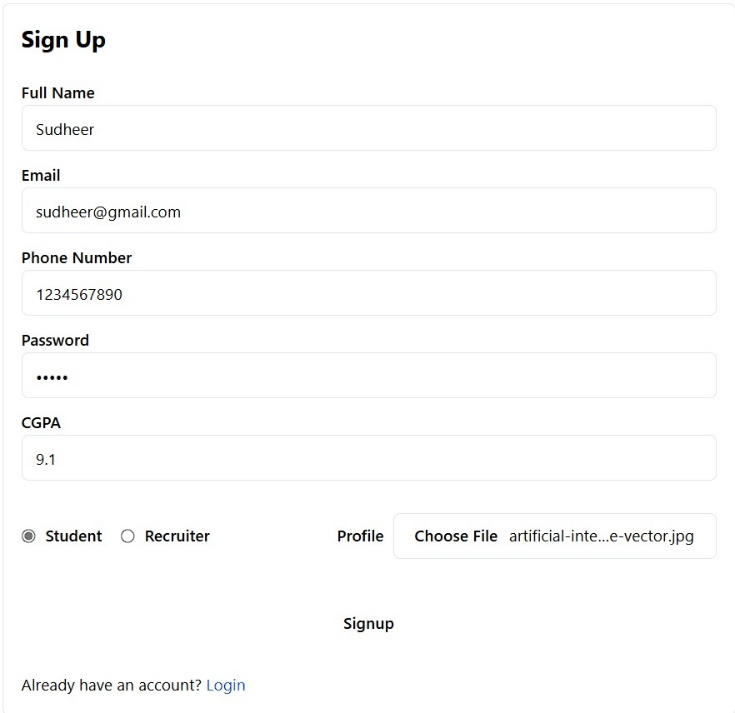 Sign Up
Full Name
Sudheer
Email
sudheer@gmail.com
Phone Number
1234567890
Password
•••••
CGPA
9.1
Student Recruiter Profile Choose File artificial-inte...e-vector.jpg
Signup
Already have an account? Login